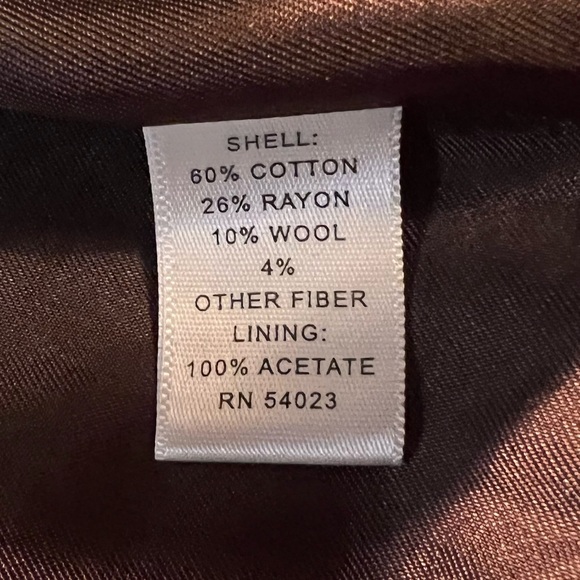 SHELL:
60% COTTON
26% RAYON
10% WOOL
4%
OTHER FIBER
LINING:
100% ACETATE
RN 54023